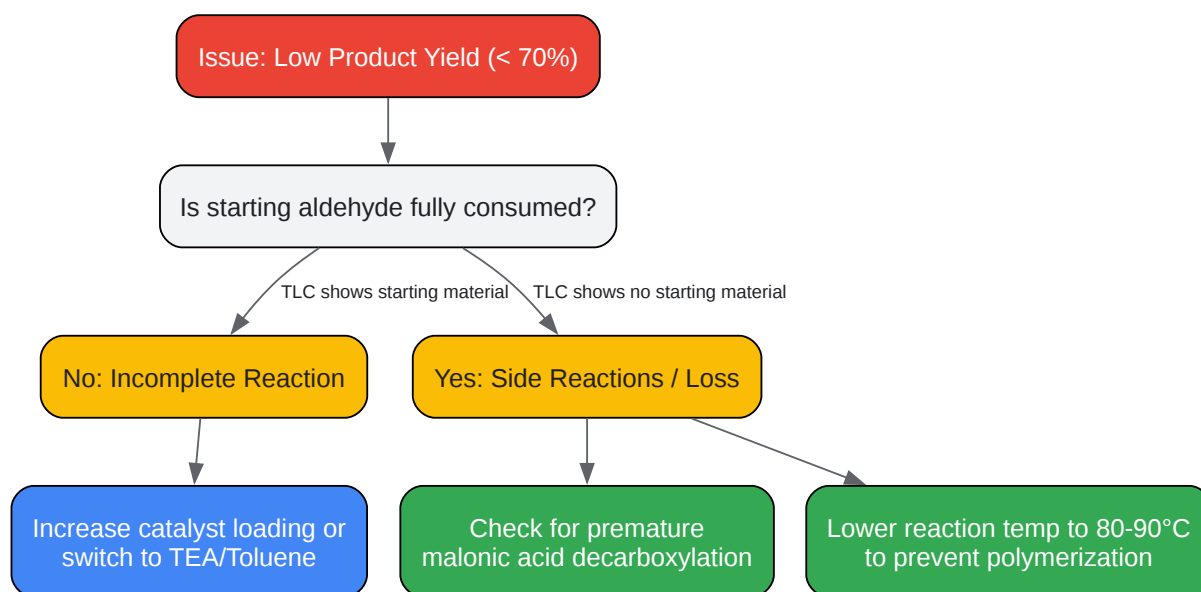 Issue: Low Product Yield (< 70%)
Is starting aldehyde fully consumed?
TLC shows starting material
TLC shows no starting material
No: Incomplete Reaction
Yes: Side Reactions / Loss
Increase catalyst loading or
switch to TEA/Toluene
Check for premature
malonic acid decarboxylation
Lower reaction temp to 80-90°C
to prevent polymerization